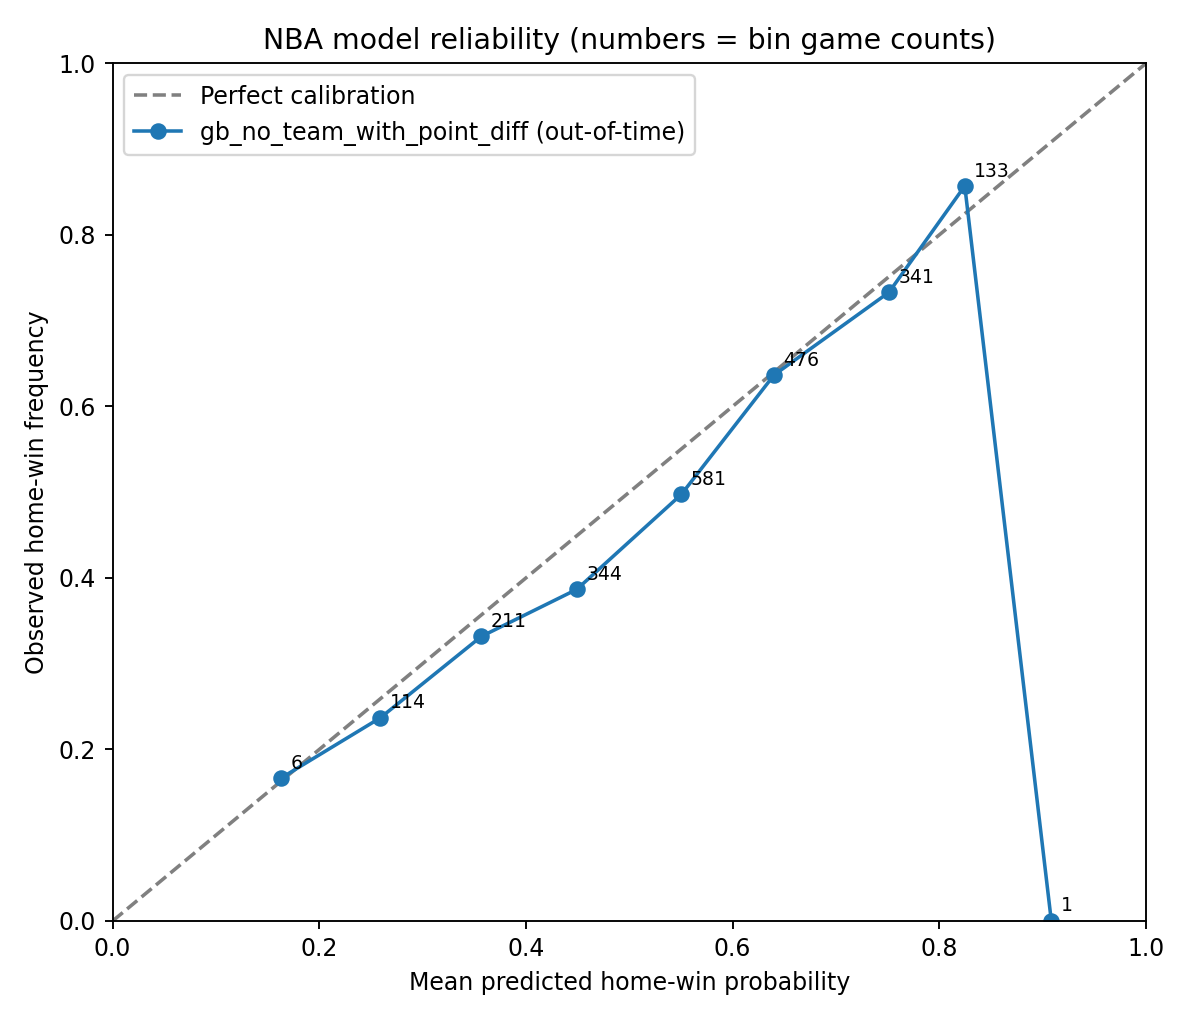 NBA model reliability (numbers = bin game counts)
Perfect calibration
gb_no_team_with_point_diff (out-of-time)
1.0
0.8
0.6
0.4
0.2
0.0
Observed home-win frequency
133
341
476
581
344
211
114
6
1
0.0 0.2 0.4 0.6 0.8 1.0
Mean predicted home-win probability